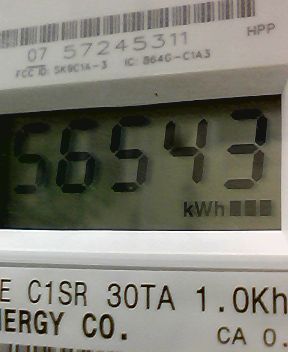 HPP
07 57245311
FCC ID: SK9C1A-3 IC: 864G-C1A3
56543
kWh
E C1SR 30TA 1.0Kh
NERGY CO.
CA 0.